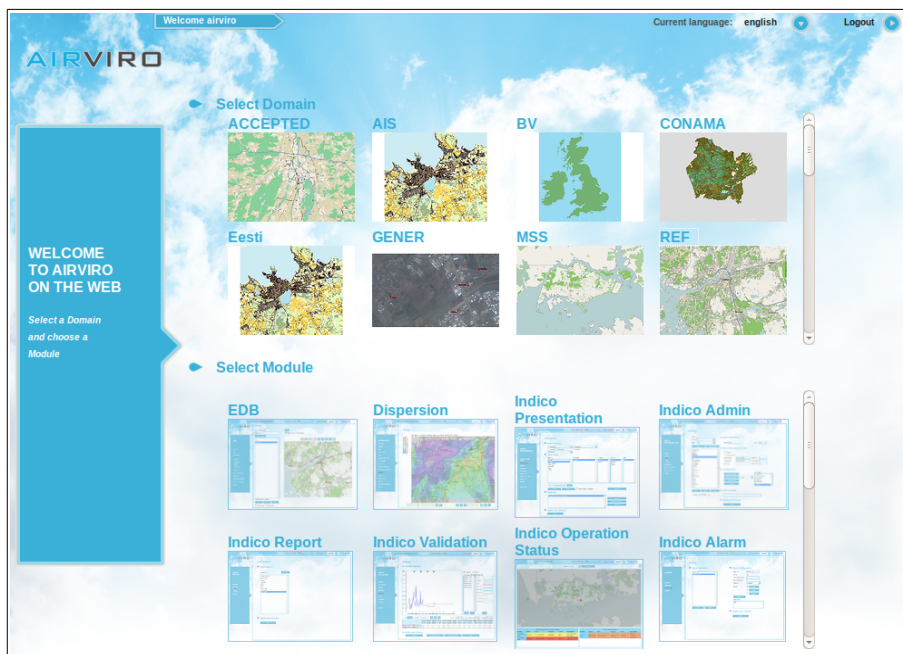 Welcome airviro
Current language: english
Logout
AIRVIRO
Select Domain
ACCEPTED
AIS
BV
CONAMA
Eesti
GENER
MSS
REF
WELCOME
TO AIRVIRO
ON THE WEB
Select a Domain
and choose a
Module
Select Module
EDB
Dispersion
Indico
Presentation
Indico Admin
Indico Report
Indico Validation
Indico Operation
Status
Indico Alarm